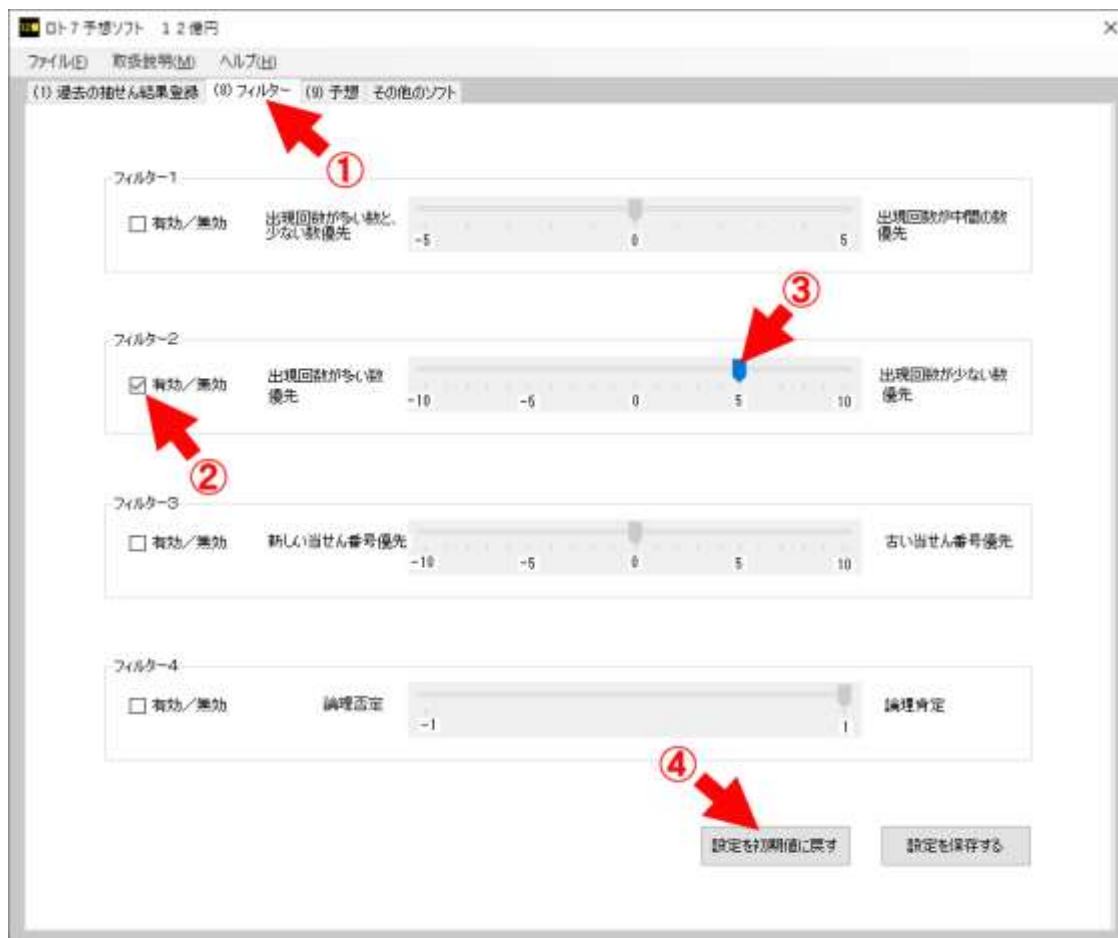 ロト7予想ソフト　12億円
ファイル(F)　取扱説明(M)　ヘルプ(H)
(1) 過去の抽せん結果登録　(8) フィルター　(9) 予想　その他のソフト
①
フィルター1
有効/無効
出現回数が多い数と、
少ない数優先
-5　0　5
出現回数が中間の数
優先
③
フィルター2
有効/無効
出現回数が多い数
優先
-10　-5　0　5　10
出現回数が少ない数
優先
②
フィルター3
有効/無効
新しい当せん番号優先
-10　-5　0　5　10
古い当せん番号優先
フィルター4
有効/無効
論理否定
-1　1
論理肯定
④
設定を初期値に戻す　設定を保存する